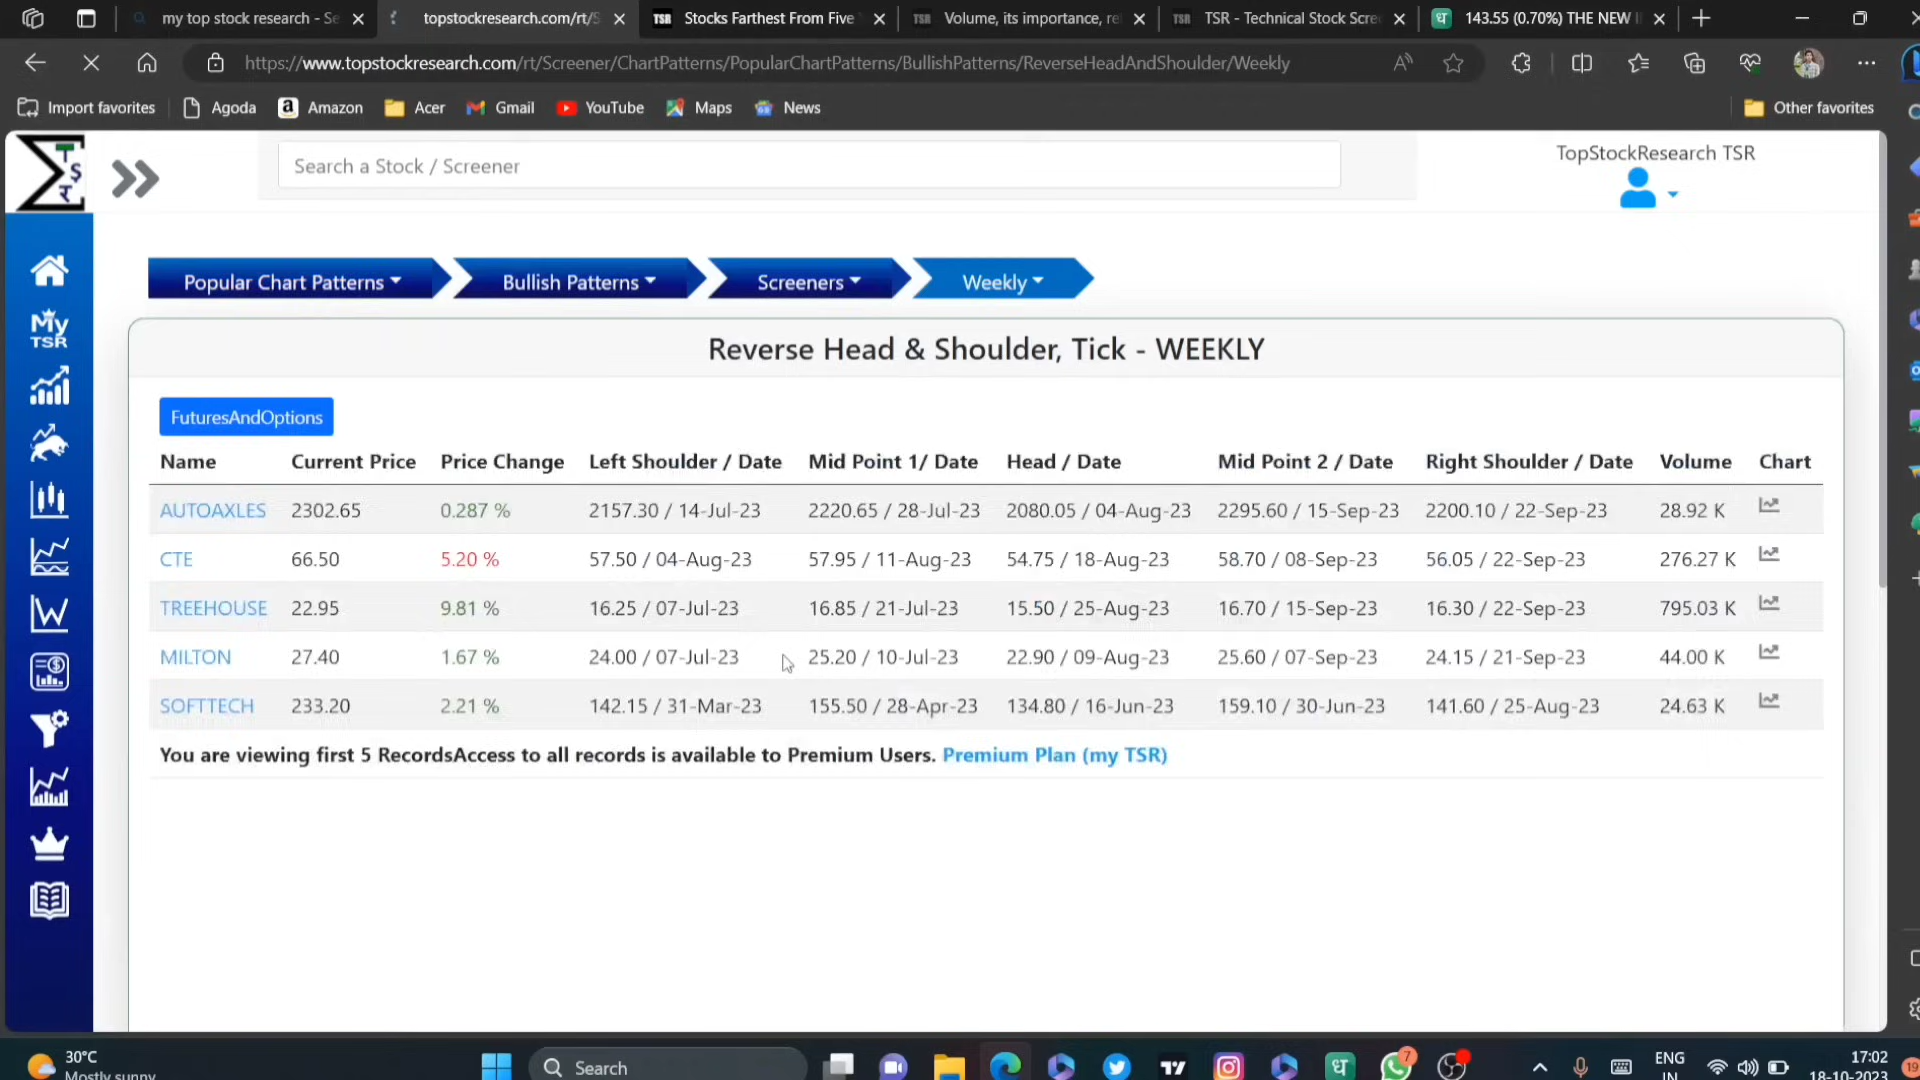 my top stock research - Se
topstockresearch.com/rt/S
TSR Stocks Farthest From Five
TSR Volume, its importance, re
TSR TSR - Technical Stock Scre
143.55 (0.70%) THE NEW I
https://www.topstockresearch.com/rt/Screener/ChartPatterns/PopularChartPatterns/BullishPatterns/ReverseHeadAndShoulder/Weekly
Import favorites Agoda Amazon Acer Gmail YouTube Maps News Other favorites
Search a Stock / Screener
TopStockResearch TSR
My
TSR
Popular Chart Patterns Bullish Patterns Screeners Weekly
Reverse Head & Shoulder, Tick - WEEKLY
FuturesAndOptions
Name Current Price Price Change Left Shoulder / Date Mid Point 1/ Date Head / Date Mid Point 2 / Date Right Shoulder / Date Volume Chart
AUTOAXLES 2302.65 0.287 % 2157.30 / 14-Jul-23 2220.65 / 28-Jul-23 2080.05 / 04-Aug-23 2295.60 / 15-Sep-23 2200.10 / 22-Sep-23 28.92 K
CTE 66.50 5.20 % 57.50 / 04-Aug-23 57.95 / 11-Aug-23 54.75 / 18-Aug-23 58.70 / 08-Sep-23 56.05 / 22-Sep-23 276.27 K
TREEHOUSE 22.95 9.81 % 16.25 / 07-Jul-23 16.85 / 21-Jul-23 15.50 / 25-Aug-23 16.70 / 15-Sep-23 16.30 / 22-Sep-23 795.03 K
MILTON 27.40 1.67 % 24.00 / 07-Jul-23 25.20 / 10-Jul-23 22.90 / 09-Aug-23 25.60 / 07-Sep-23 24.15 / 21-Sep-23 44.00 K
SOFTTECH 233.20 2.21 % 142.15 / 31-Mar-23 155.50 / 28-Apr-23 134.80 / 16-Jun-23 159.10 / 30-Jun-23 141.60 / 25-Aug-23 24.63 K
You are viewing first 5 RecordsAccess to all records is available to Premium Users. Premium Plan (my TSR)
30°C
Mostly sunny
Search
7
ENG
IN
17:02
18-10-2023
19